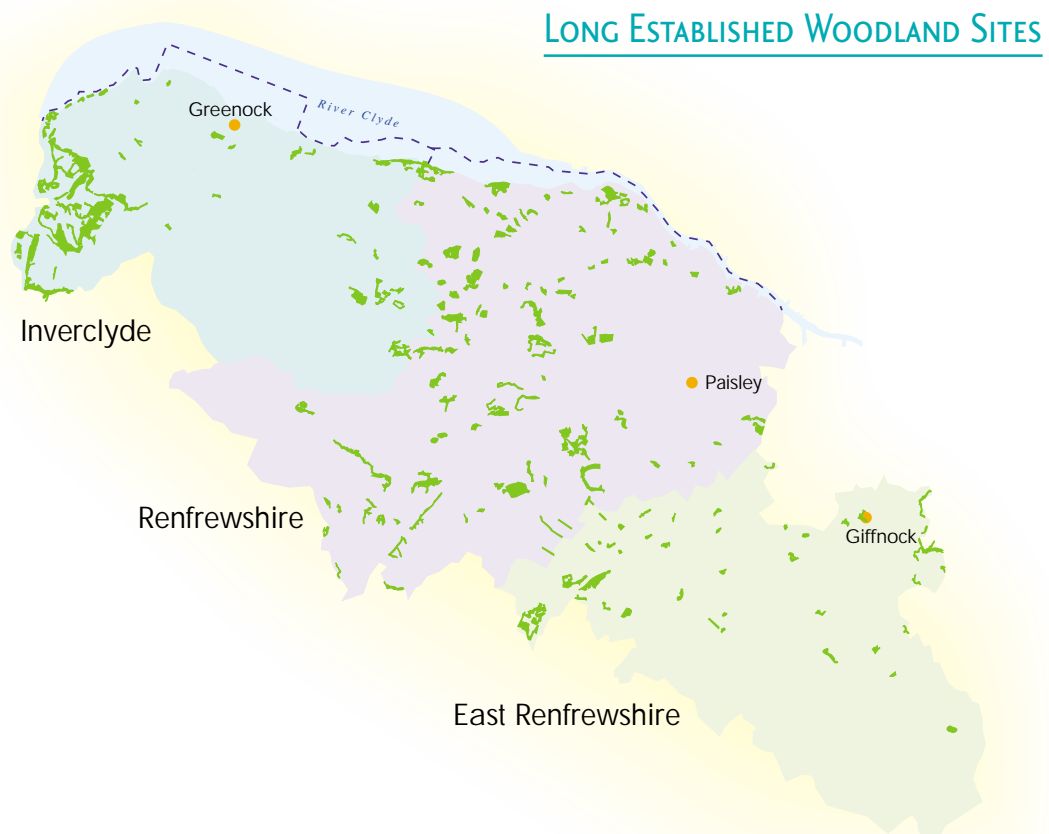 Long Established Woodland Sites
Greenock
River Clyde
Inverclyde
Paisley
Renfrewshire
Giffnock
East Renfrewshire